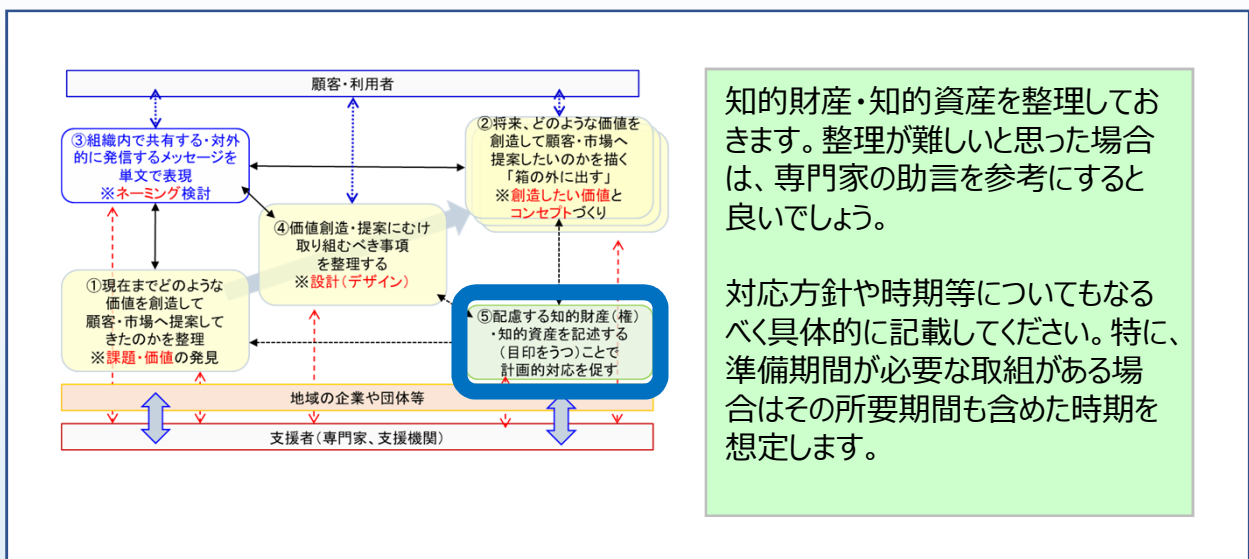 顧客・利用者
③組織内で共有する・対外
的に発信するメッセージを
単文で表現
※ネーミング検討
②将来、どのような価値を
創造して顧客・市場へ
提案したいのかを描く
「箱の外に出す」
※創造したい価値と
コンセプトづくり
④価値創造・提案にむけ
取り組むべき事項
を整理する
※設計(デザイン)
①現在までどのような
価値を創造して
顧客・市場へ提案して
きたのかを整理
※課題・価値の発見
⑤配慮する知的財産(権)
・知的資産を記述する
(目印をうつ)ことで
計画的対応を促す
地域の企業や団体等
支援者(専門家、支援機関)
知的財産・知的資産を整理してお
きます。整理が難しいと思った場合
は、専門家の助言を参考にすると
良いでしょう。
対応方針や時期等についてもなる
べく具体的に記載してください。特に、
準備期間が必要な取組がある場
合はその所要期間も含めた時期を
想定します。